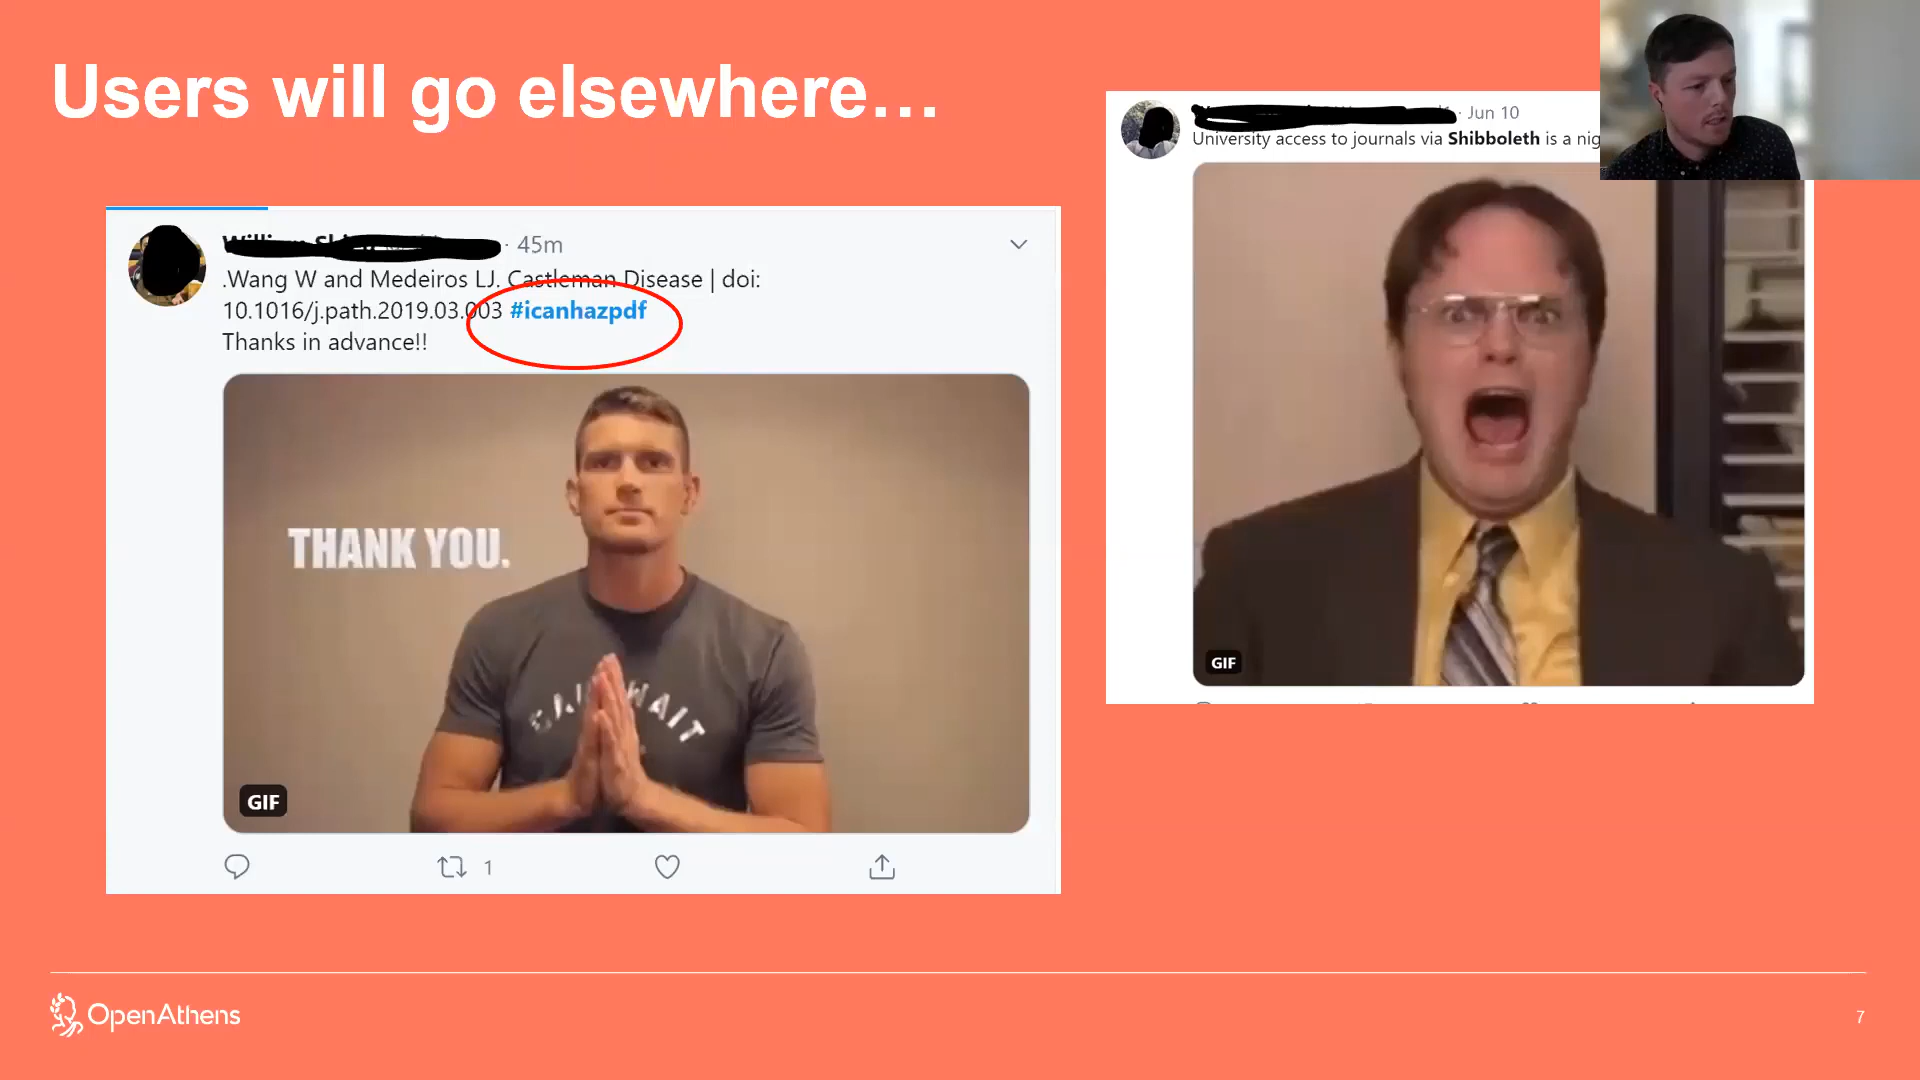 Users will go elsewhere…
· Jun 10
University access to journals via Shibboleth is a
· 45m
.Wang W and Medeiros LJ. Castleman Disease | doi:
10.1016/j.path.2019.03.003 #icanhazpdf
Thanks in advance!!
THANK YOU.
WAIT
GIF
GIF
1
OpenAthens
7